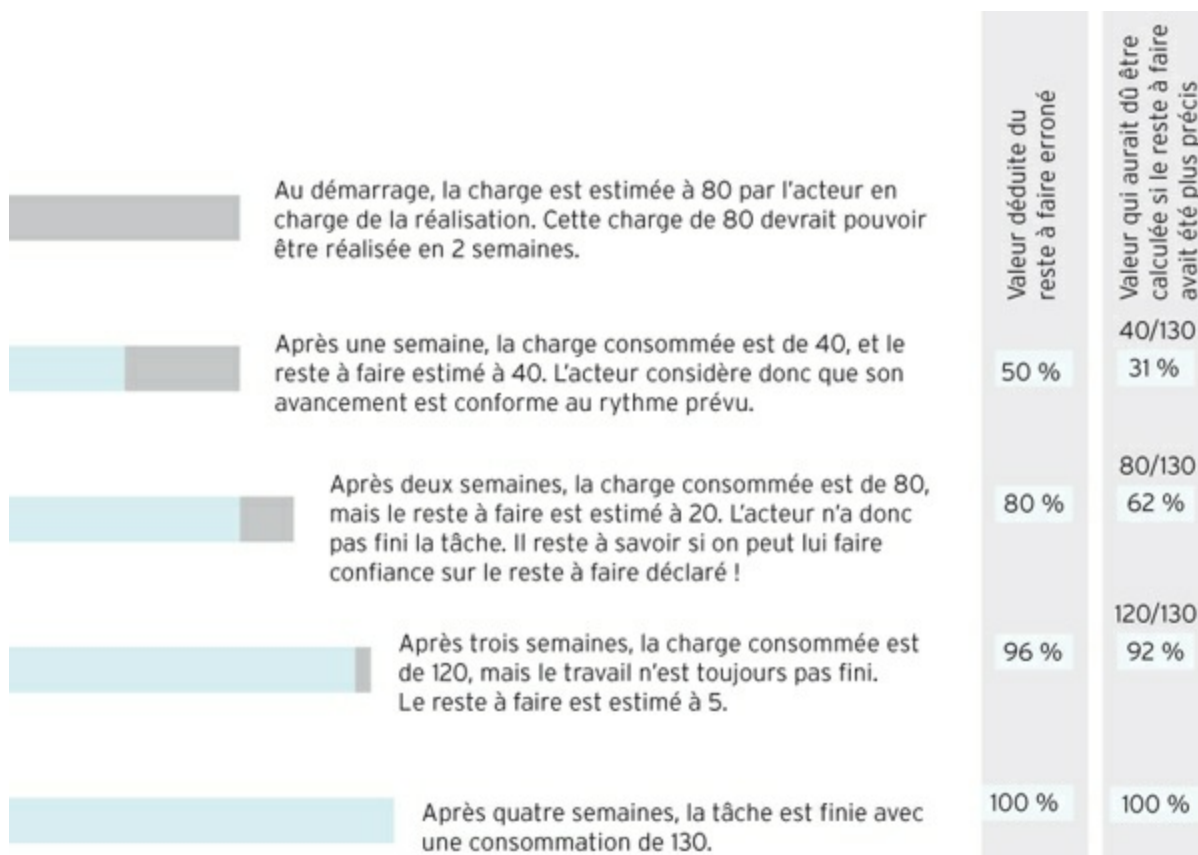 Valeur déduite du
reste à faire erroné
Valeur qui aurait dû être
calculée si le reste à faire
avait été plus précis
Au démarrage, la charge est estimée à 80 par l'acteur en
charge de la réalisation. Cette charge de 80 devrait pouvoir
être réalisée en 2 semaines.
Après une semaine, la charge consommée est de 40, et le
reste à faire estimé à 40. L'acteur considère donc que son
avancement est conforme au rythme prévu.
50 %
40/130
31 %
Après deux semaines, la charge consommée est de 80,
mais le reste à faire est estimé à 20. L'acteur n'a donc
pas fini la tâche. Il reste à savoir si on peut lui faire
confiance sur le reste à faire déclaré !
80 %
80/130
62 %
Après trois semaines, la charge consommée est
de 120, mais le travail n'est toujours pas fini.
Le reste à faire est estimé à 5.
96 %
120/130
92 %
Après quatre semaines, la tâche est finie avec
une consommation de 130.
100 %
100 %